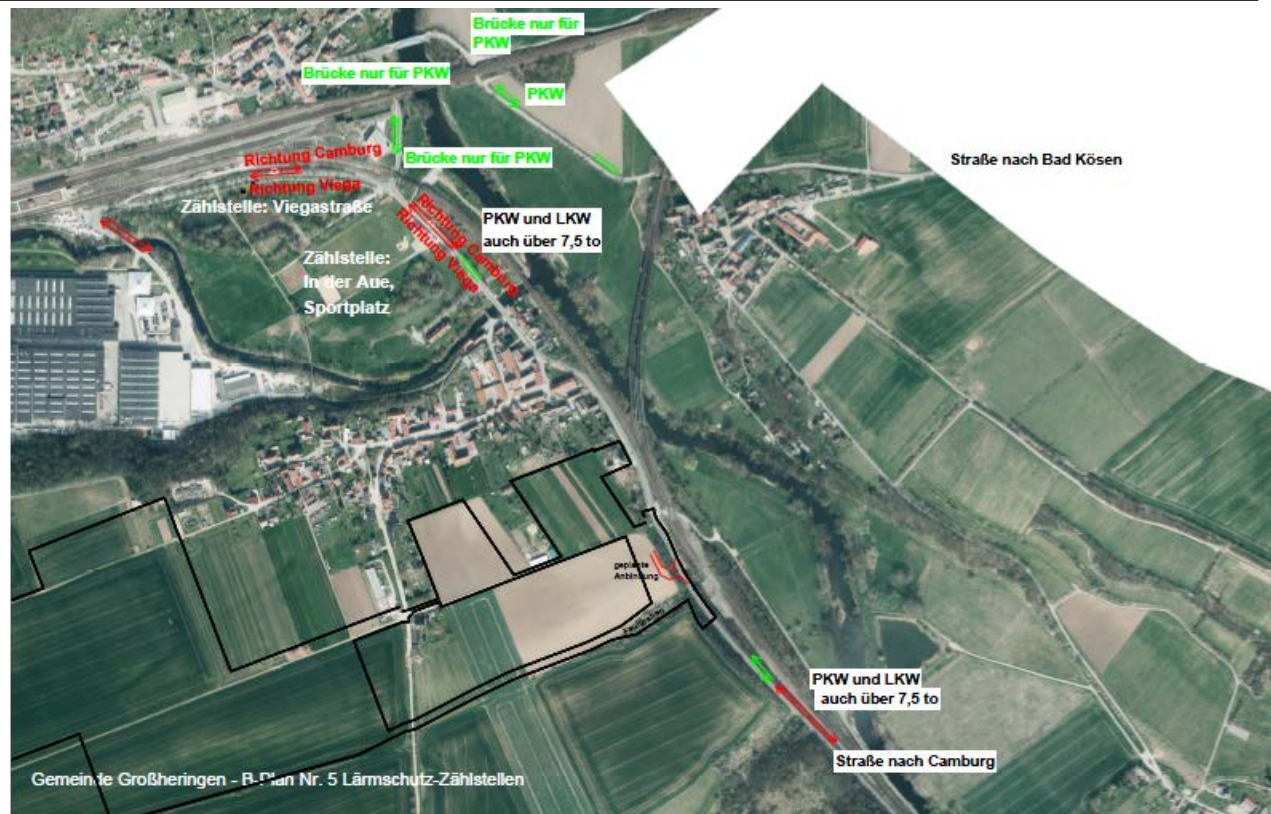 Brücke nur für
PKW
Brücke nur für PKW
PKW
Brücke nur für PKW
Richtung Camburg
Richtung Viega
Zählstelle: Viegastraße
Straße nach Bad Kösen
Richtung Camburg
Richtung Viega
PKW und LKW
auch über 7,5 to
Zählstelle:
In der Aue,
Sportplatz
geplante
Anbindung
PKW und LKW
auch über 7,5 to
Straße nach Camburg
Gemeinde Großheringen - B-Plan Nr. 5 Lärmschutz-Zählstellen